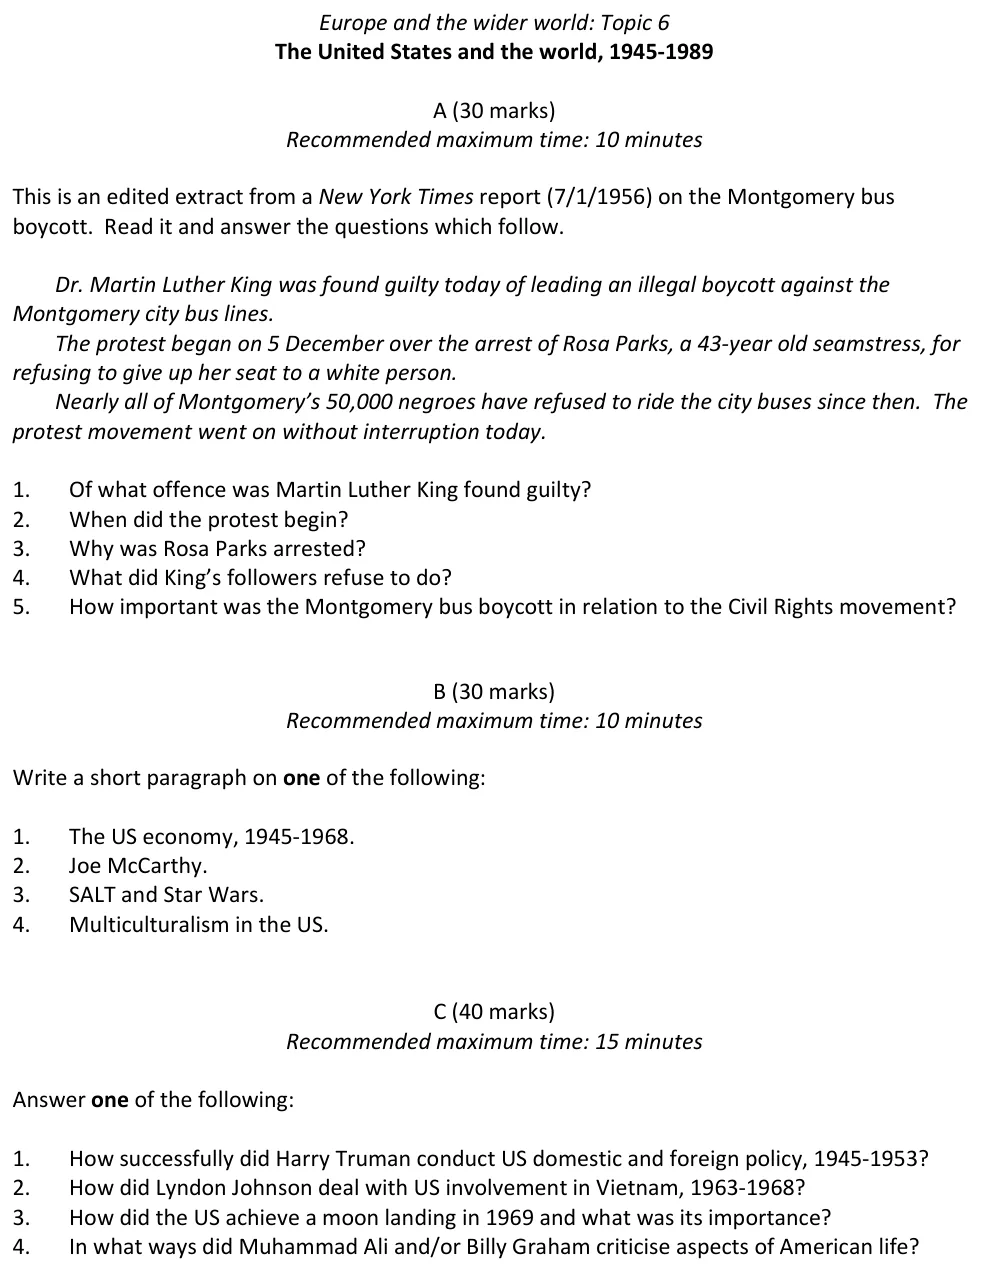 Europe and the wider world: Topic 6
The United States and the world, 1945-1989
A (30 marks)
Recommended maximum time: 10 minutes
This is an edited extract from a New York Times report (7/1/1956) on the Montgomery bus
boycott.  Read it and answer the questions which follow.
Dr. Martin Luther King was found guilty today of leading an illegal boycott against the
Montgomery city bus lines.
The protest began on 5 December over the arrest of Rosa Parks, a 43-year old seamstress, for
refusing to give up her seat to a white person.
Nearly all of Montgomery’s 50,000 negroes have refused to ride the city buses since then.  The
protest movement went on without interruption today.
1. Of what offence was Martin Luther King found guilty?
2. When did the protest begin?
3. Why was Rosa Parks arrested?
4. What did King’s followers refuse to do?
5. How important was the Montgomery bus boycott in relation to the Civil Rights movement?
B (30 marks)
Recommended maximum time: 10 minutes
Write a short paragraph on one of the following:
1. The US economy, 1945-1968.
2. Joe McCarthy.
3. SALT and Star Wars.
4. Multiculturalism in the US.
C (40 marks)
Recommended maximum time: 15 minutes
Answer one of the following:
1. How successfully did Harry Truman conduct US domestic and foreign policy, 1945-1953?
2. How did Lyndon Johnson deal with US involvement in Vietnam, 1963-1968?
3. How did the US achieve a moon landing in 1969 and what was its importance?
4. In what ways did Muhammad Ali and/or Billy Graham criticise aspects of American life?